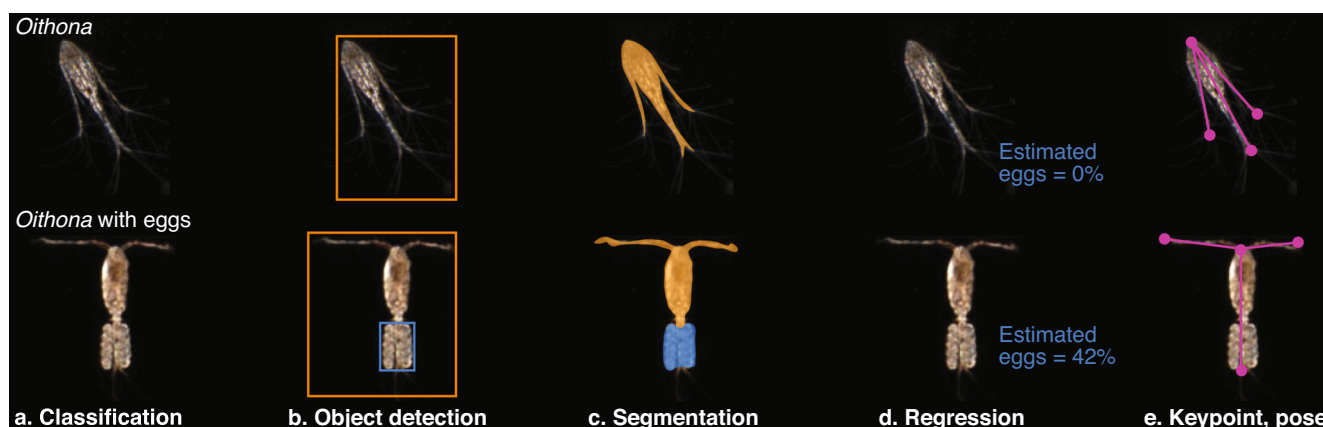 Oithona
Estimated
eggs = 0%
Oithona with eggs
Estimated
eggs = 42%
a. Classification
b. Object detection
c. Segmentation
d. Regression
e. Keypoint, pose